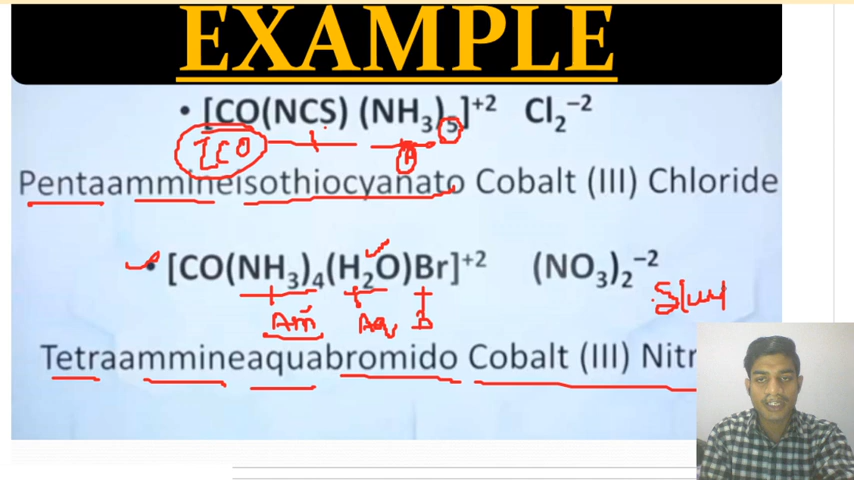 EXAMPLE
• [CO(NCS) (NH₃)₅]⁺² Cl₂⁻²
ICO A
Pentaammineisothiocyanato Cobalt (III) Chloride
• [CO(NH₃)₄(H₂O)Br]⁺² (NO₃)₂⁻²
Am Aq B
Tetraammineaquabromido Cobalt (III) Nitr